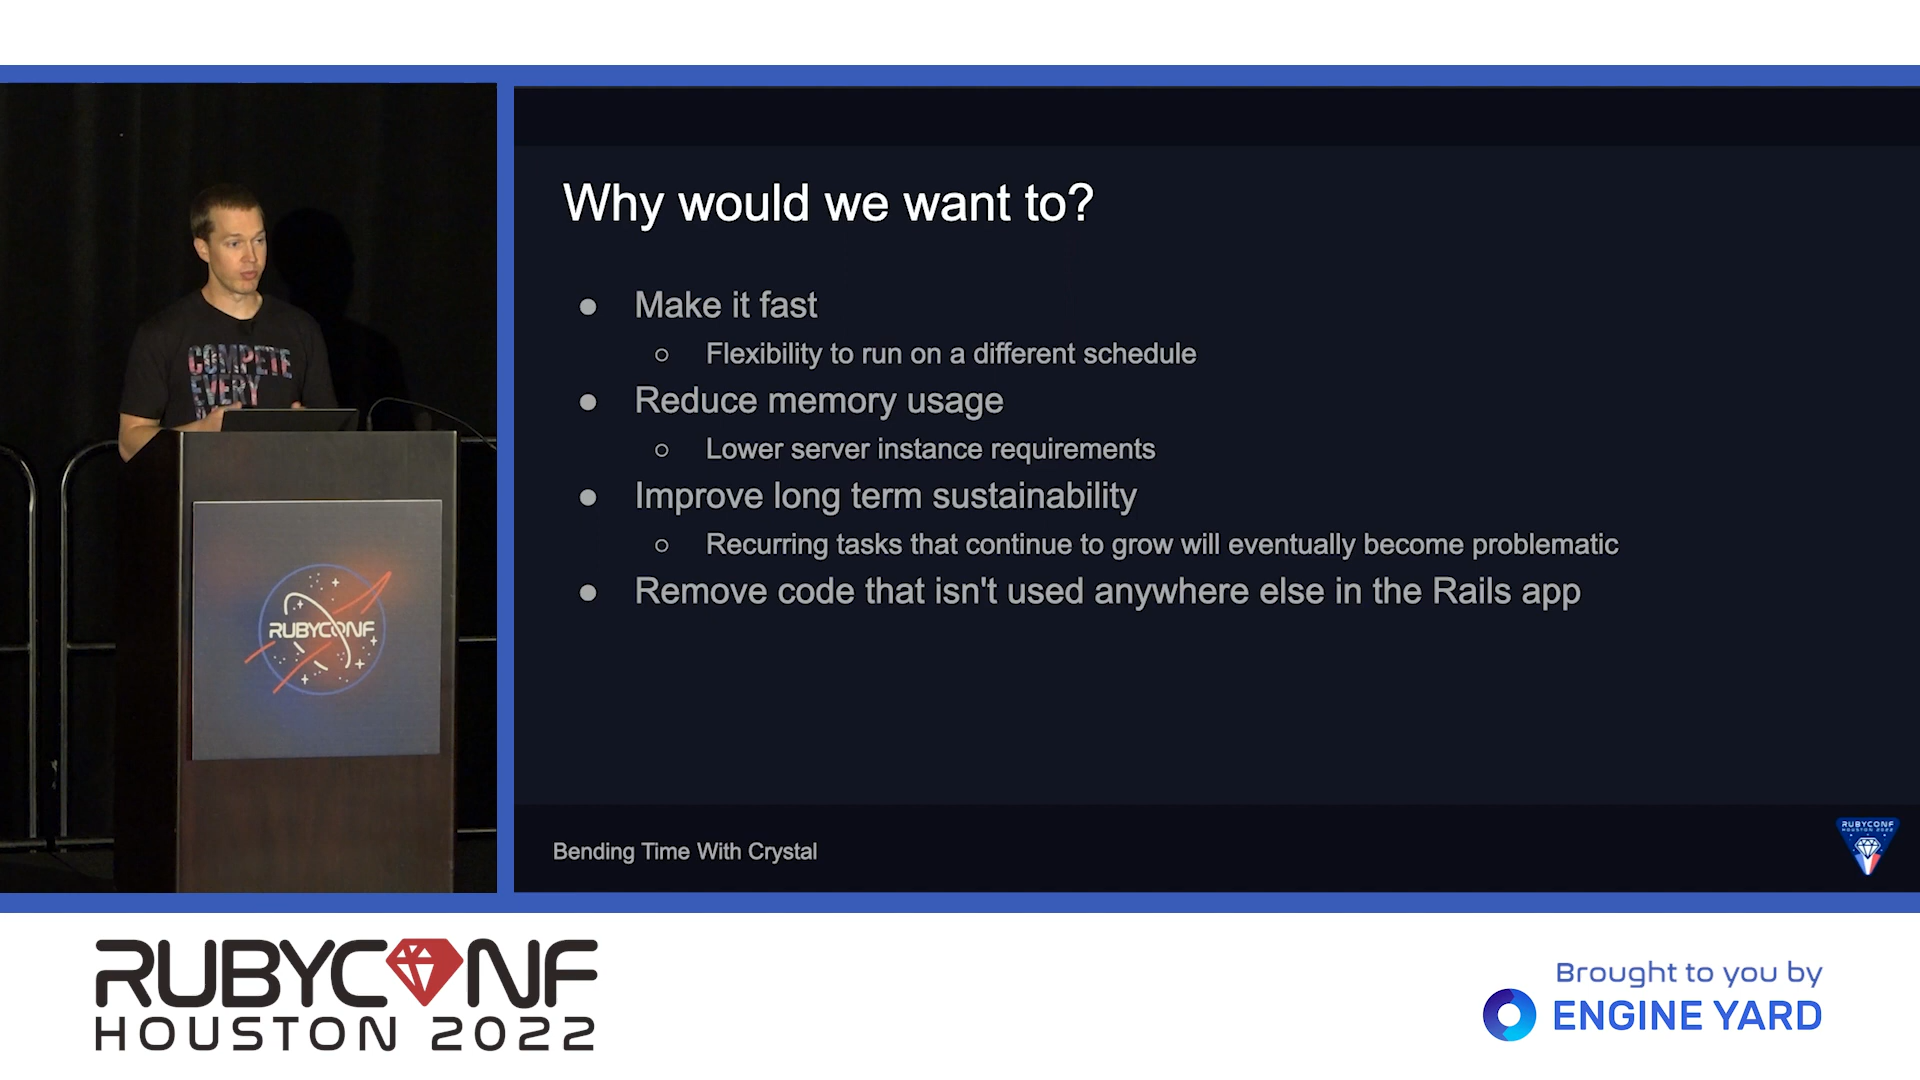 Why would we want to?
● Make it fast
○ Flexibility to run on a different schedule
● Reduce memory usage
○ Lower server instance requirements
● Improve long term sustainability
○ Recurring tasks that continue to grow will eventually become problematic
● Remove code that isn't used anywhere else in the Rails app
Bending Time With Crystal
RUBYCONF
HOUSTON 2022
COMPETE
EVERY
RUBYCONF
RUBYCONF
HOUSTON 2022
Brought to you by
ENGINE YARD